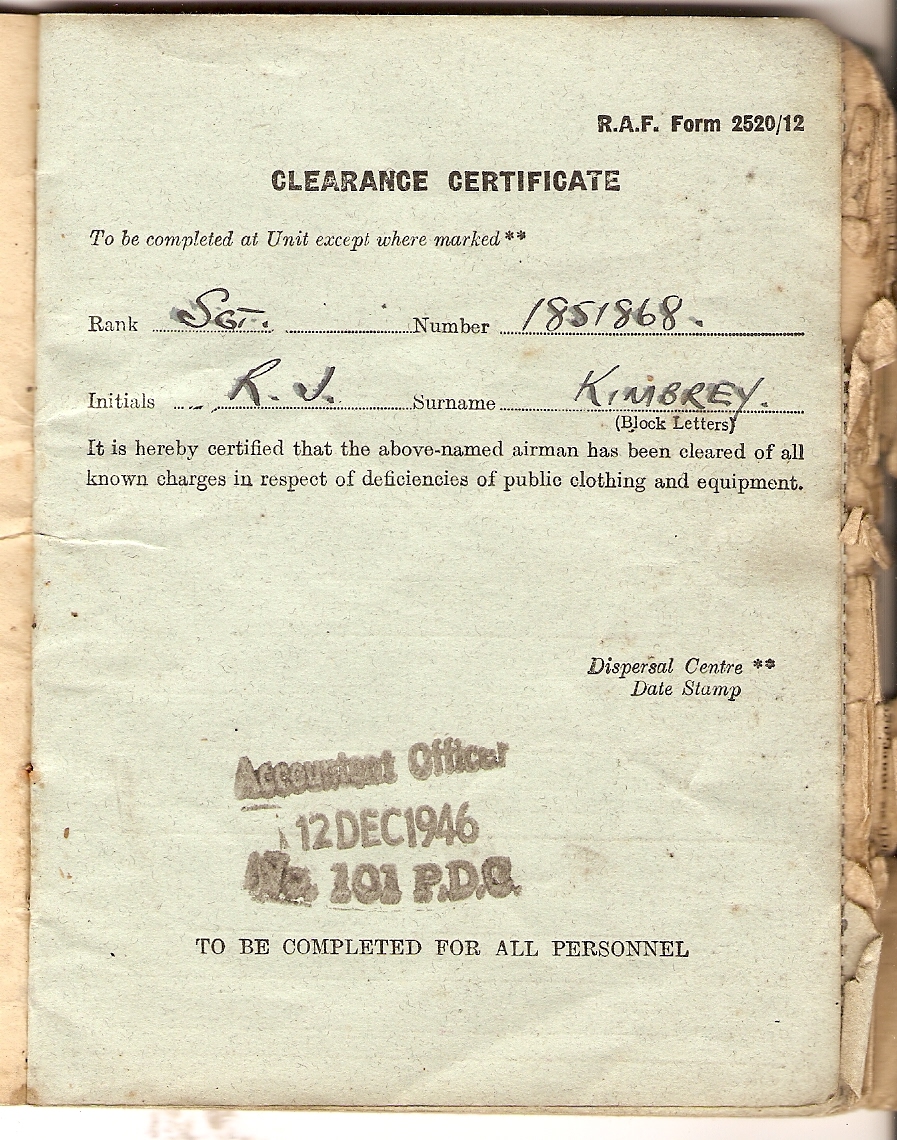 R.A.F. Form 2520/12
CLEARANCE CERTIFICATE
To be completed at Unit except where marked **
Rank Sgt. Number 1851868.
Initials R. J. Surname KIMBREY.
(Block Letters)
It is hereby certified that the above-named airman has been cleared of all
known charges in respect of deficiencies of public clothing and equipment.
Dispersal Centre **
Date Stamp
Accountant Officer
12 DEC 1946
No. 101 P.D.C.
TO BE COMPLETED FOR ALL PERSONNEL